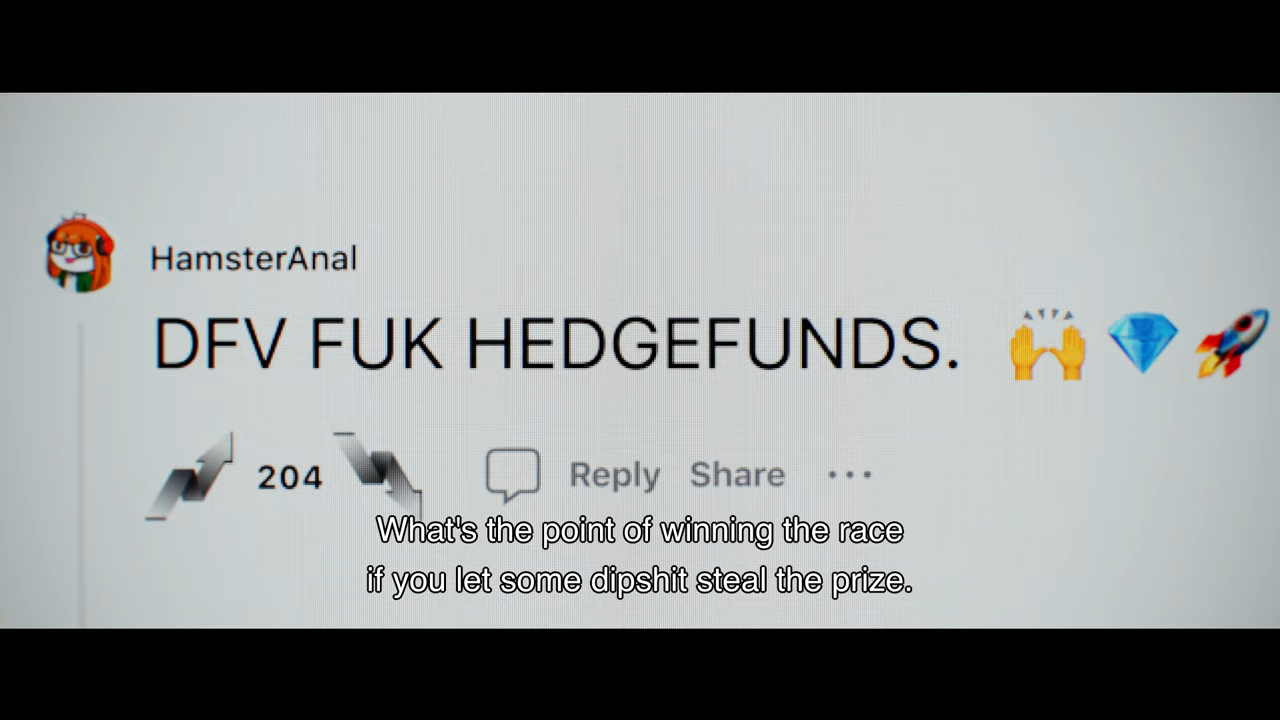 HamsterAnal
DFV FUK HEDGEFUNDS. 🙌 💎 🚀
204 Reply Share ···
What's the point of winning the race
if you let some dipshit steal the prize.